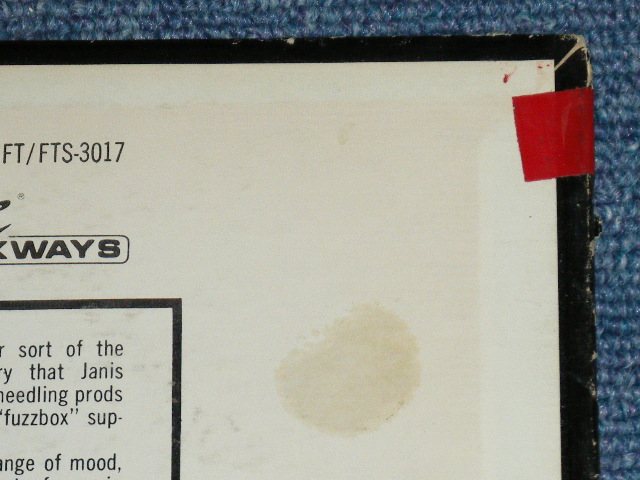 FT/FTS-3017
KWAYS
r sort of the
ry that Janis
needling prods
"fuzzbox" sup-
ange of mood,